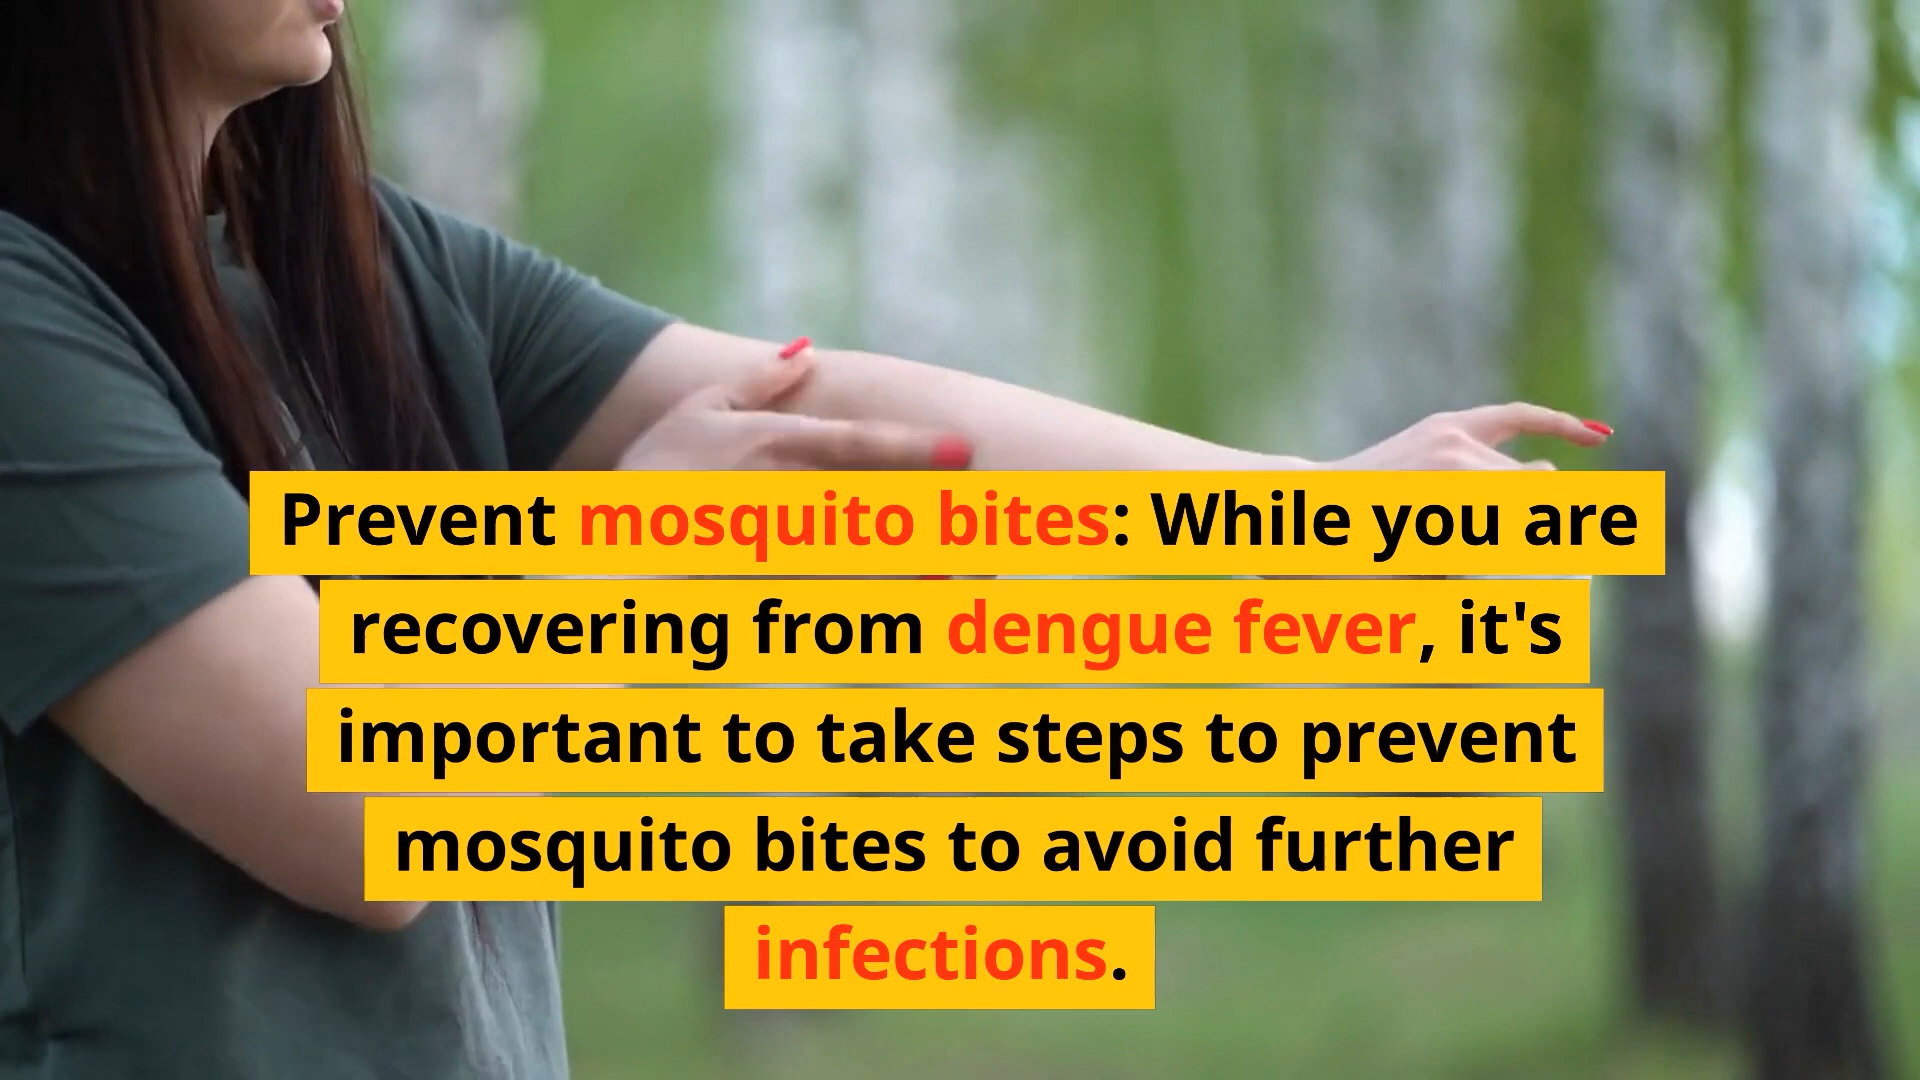 Prevent mosquito bites: While you are
recovering from dengue fever, it's
important to take steps to prevent
mosquito bites to avoid further
infections.